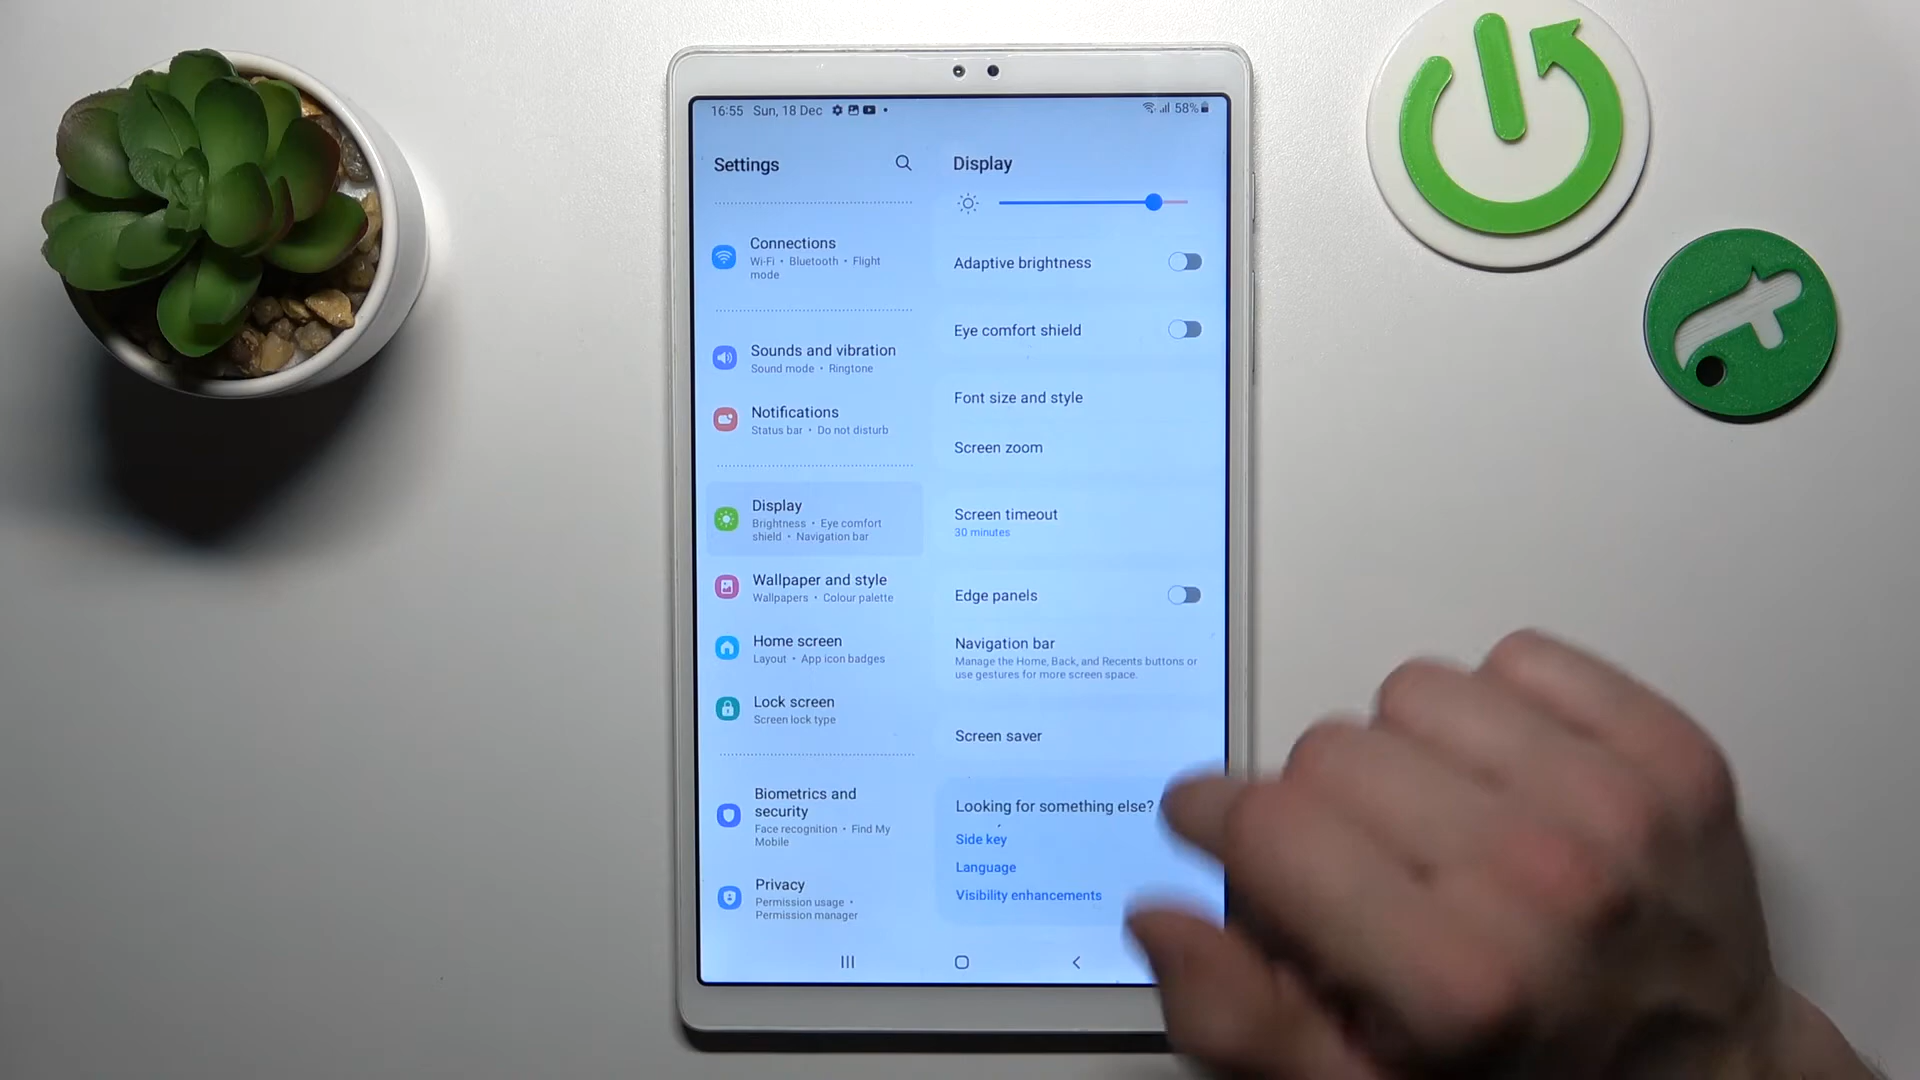 16:55 Sun, 18 Dec
58%
Settings
Connections
Wi-Fi • Bluetooth • Flight
mode
Sounds and vibration
Sound mode • Ringtone
Notifications
Status bar • Do not disturb
Display
Brightness • Eye comfort
shield • Navigation bar
Wallpaper and style
Wallpapers • Colour palette
Home screen
Layout • App icon badges
Lock screen
Screen lock type
Biometrics and
security
Face recognition • Find My
Mobile
Privacy
Permission usage •
Permission manager
Display
Adaptive brightness
Eye comfort shield
Font size and style
Screen zoom
Screen timeout
30 minutes
Edge panels
Navigation bar
Manage the Home, Back, and Recents buttons or
use gestures for more screen space.
Screen saver
Looking for something else?
Side key
Language
Visibility enhancements